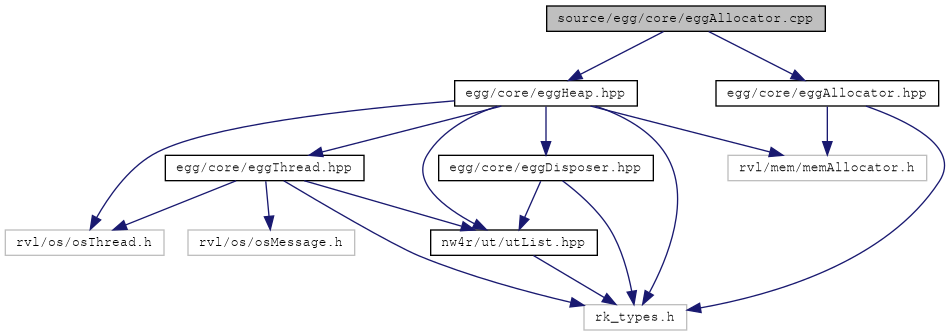 source/egg/core/eggAllocator.cpp
egg/core/eggHeap.hpp
egg/core/eggAllocator.hpp
egg/core/eggThread.hpp
egg/core/eggDisposer.hpp
rvl/mem/memAllocator.h
rvl/os/osThread.h
rvl/os/osMessage.h
nw4r/ut/utList.hpp
rk_types.h